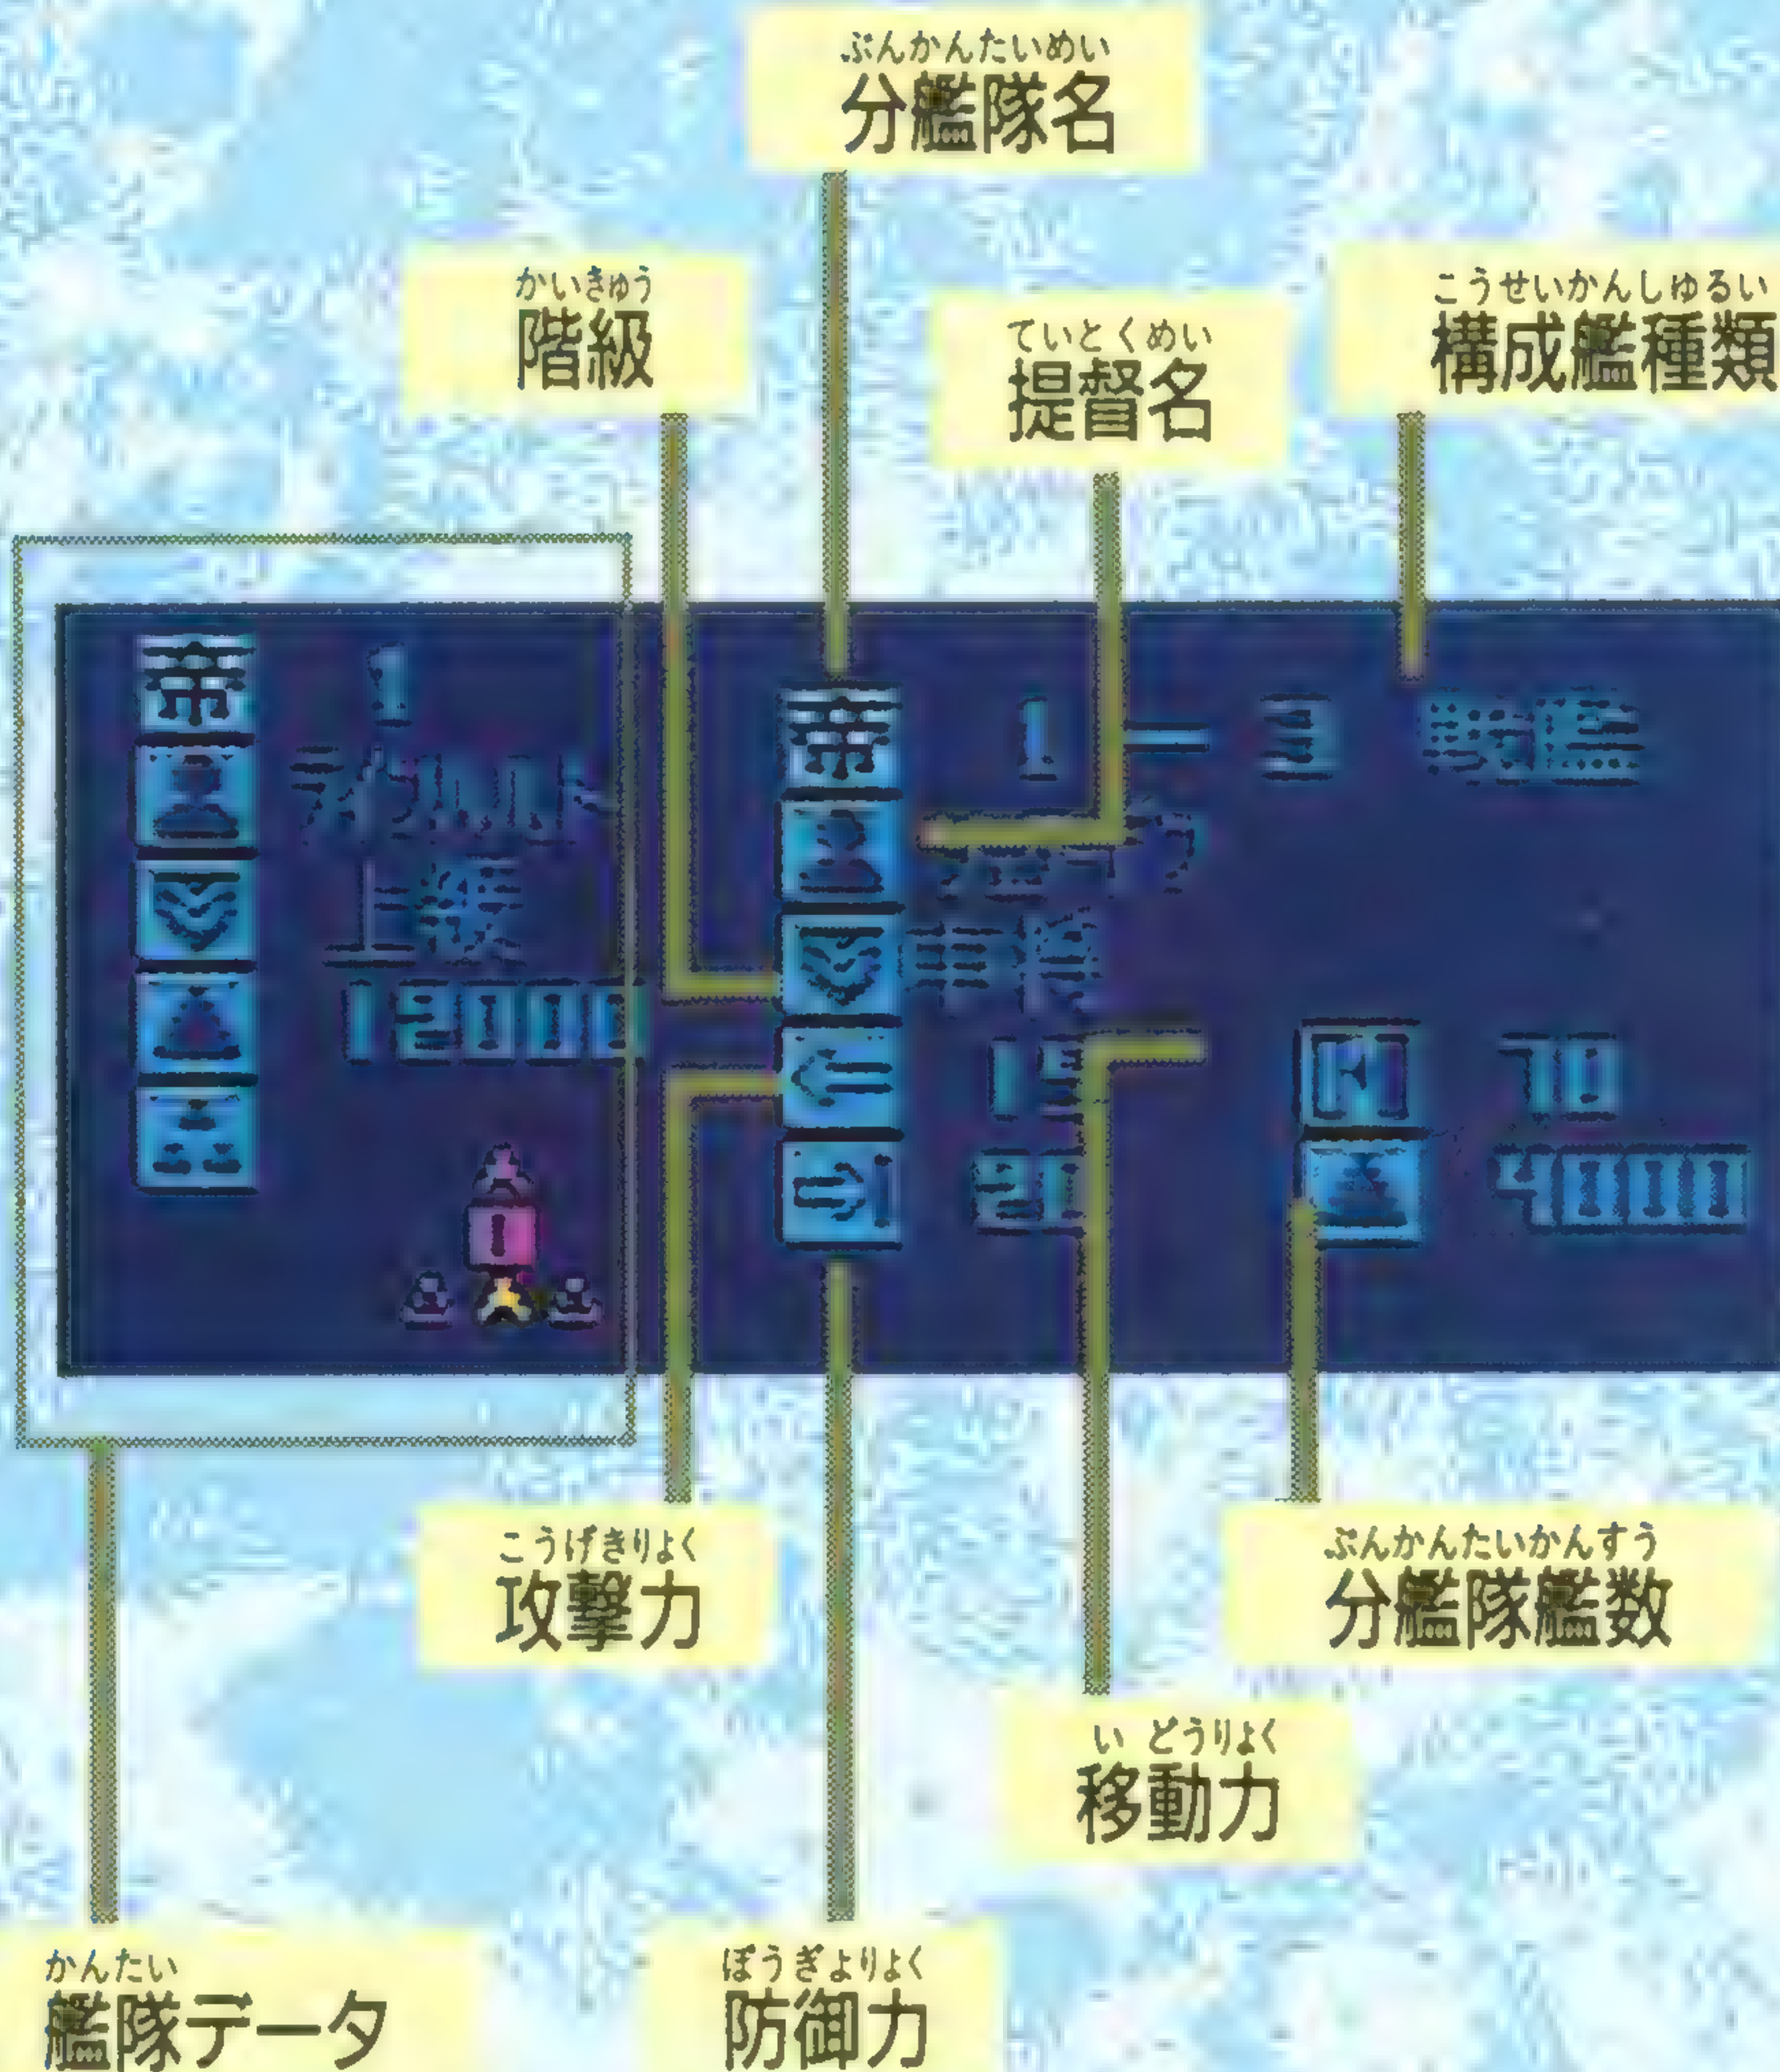 ぶんかんたいめい
分艦隊名
かいきゅう
階級
ていとくめい
提督名
こうせいかんしゅるい
構成艦種類
帝 1
上級
12000
1
帝 1ー3
15
20
70
4000
こうげきりょく
攻撃力
ぶんかんたいかんすう
分艦隊艦数
いどうりょく
移動力
かんたい
艦隊データ
ぼうぎょりょく
防御力